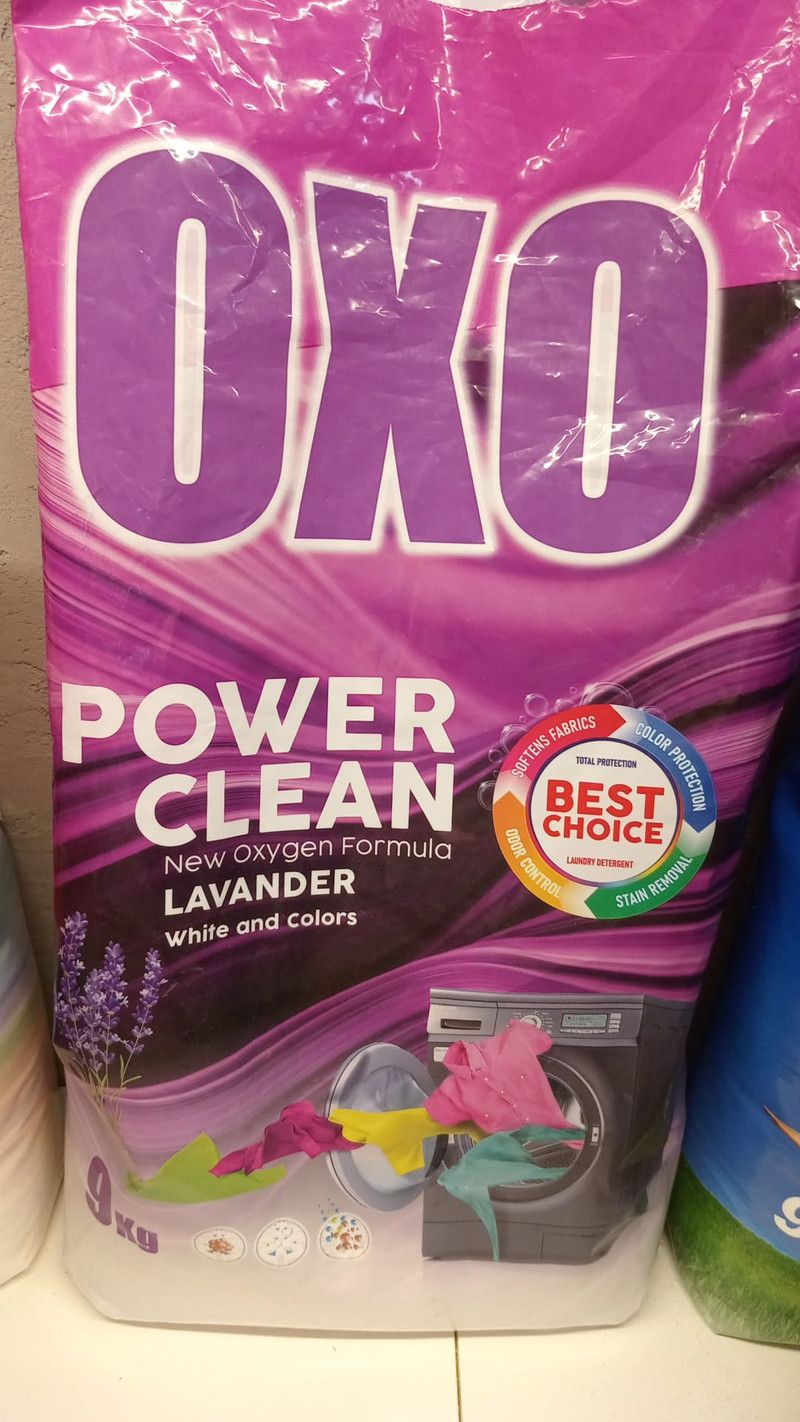 OXO
POWER
CLEAN
New Oxygen Formula
LAVANDER
White and Colors
SOFTENS FABRICS
COLOR PROTECTION
TOTAL PROTECTION
BEST
CHOICE
LAUNDRY DETERGENT
ODOR CONTROL
STAIN REMOVAL
9 Kg
9